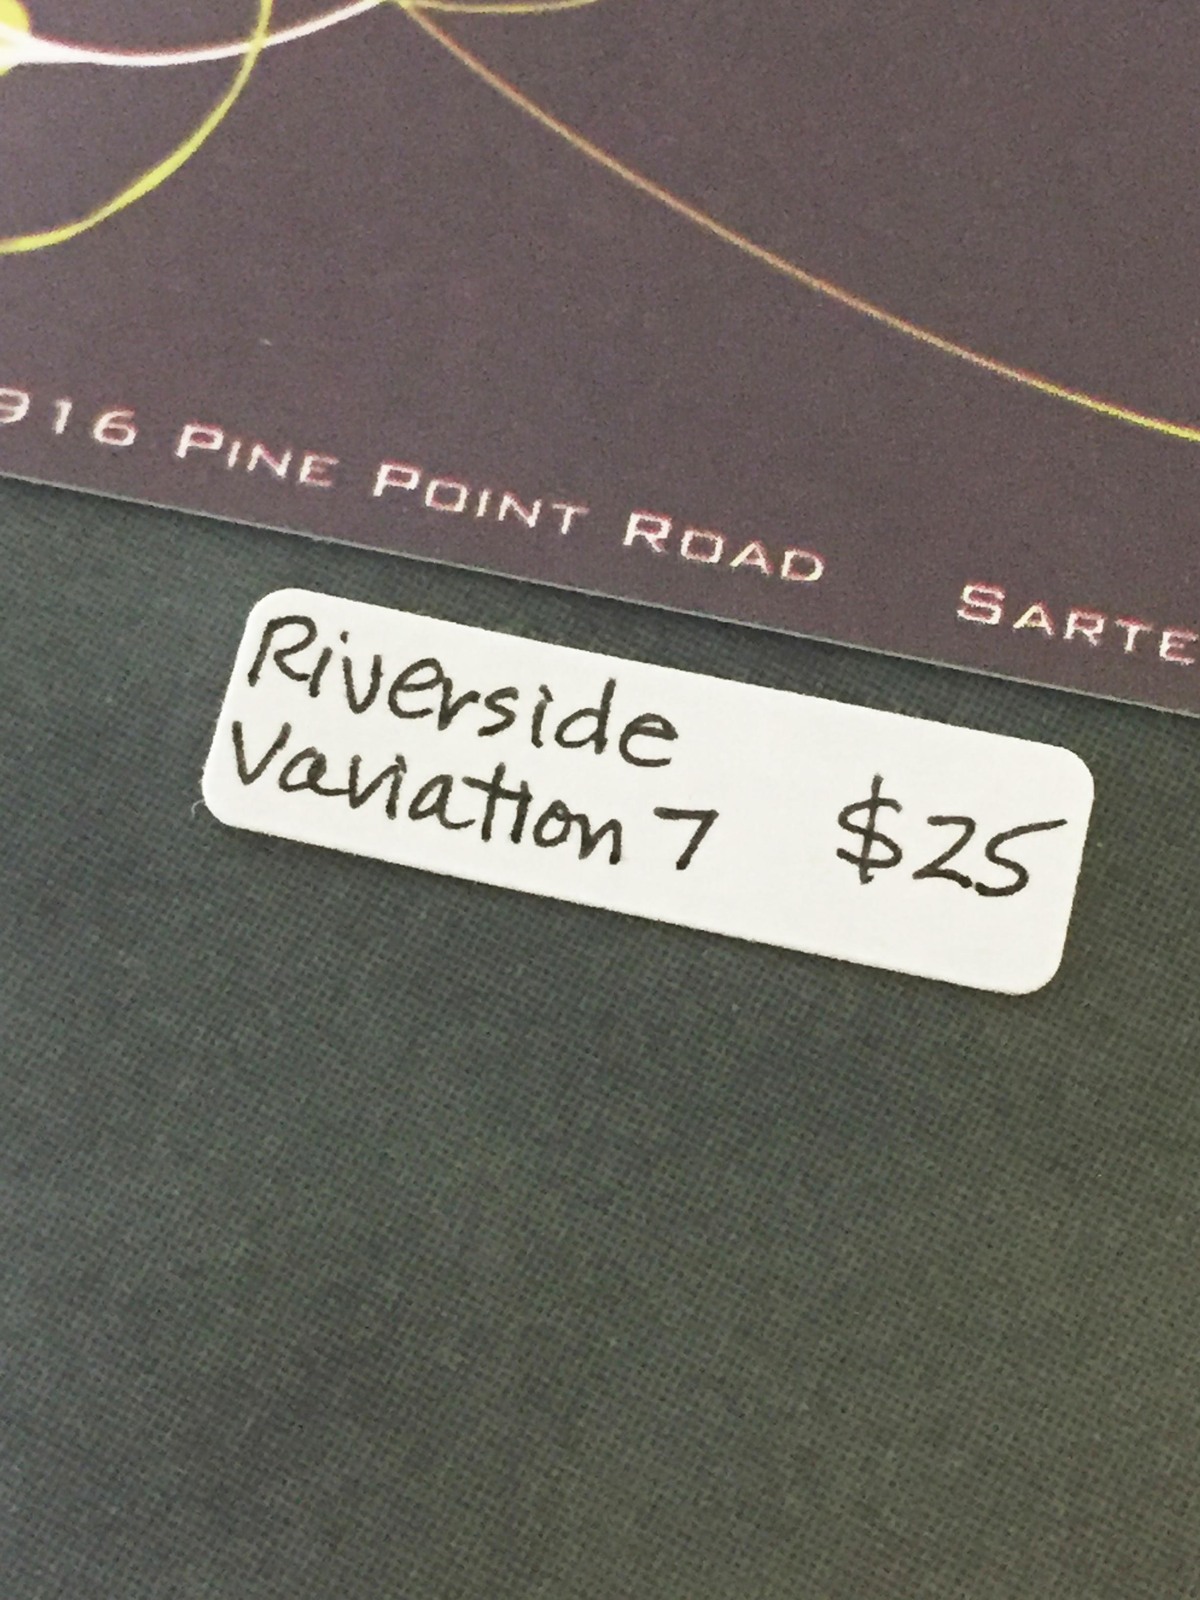 916 PINE POINT ROAD SARTE
Riverside
Variation 7 $25